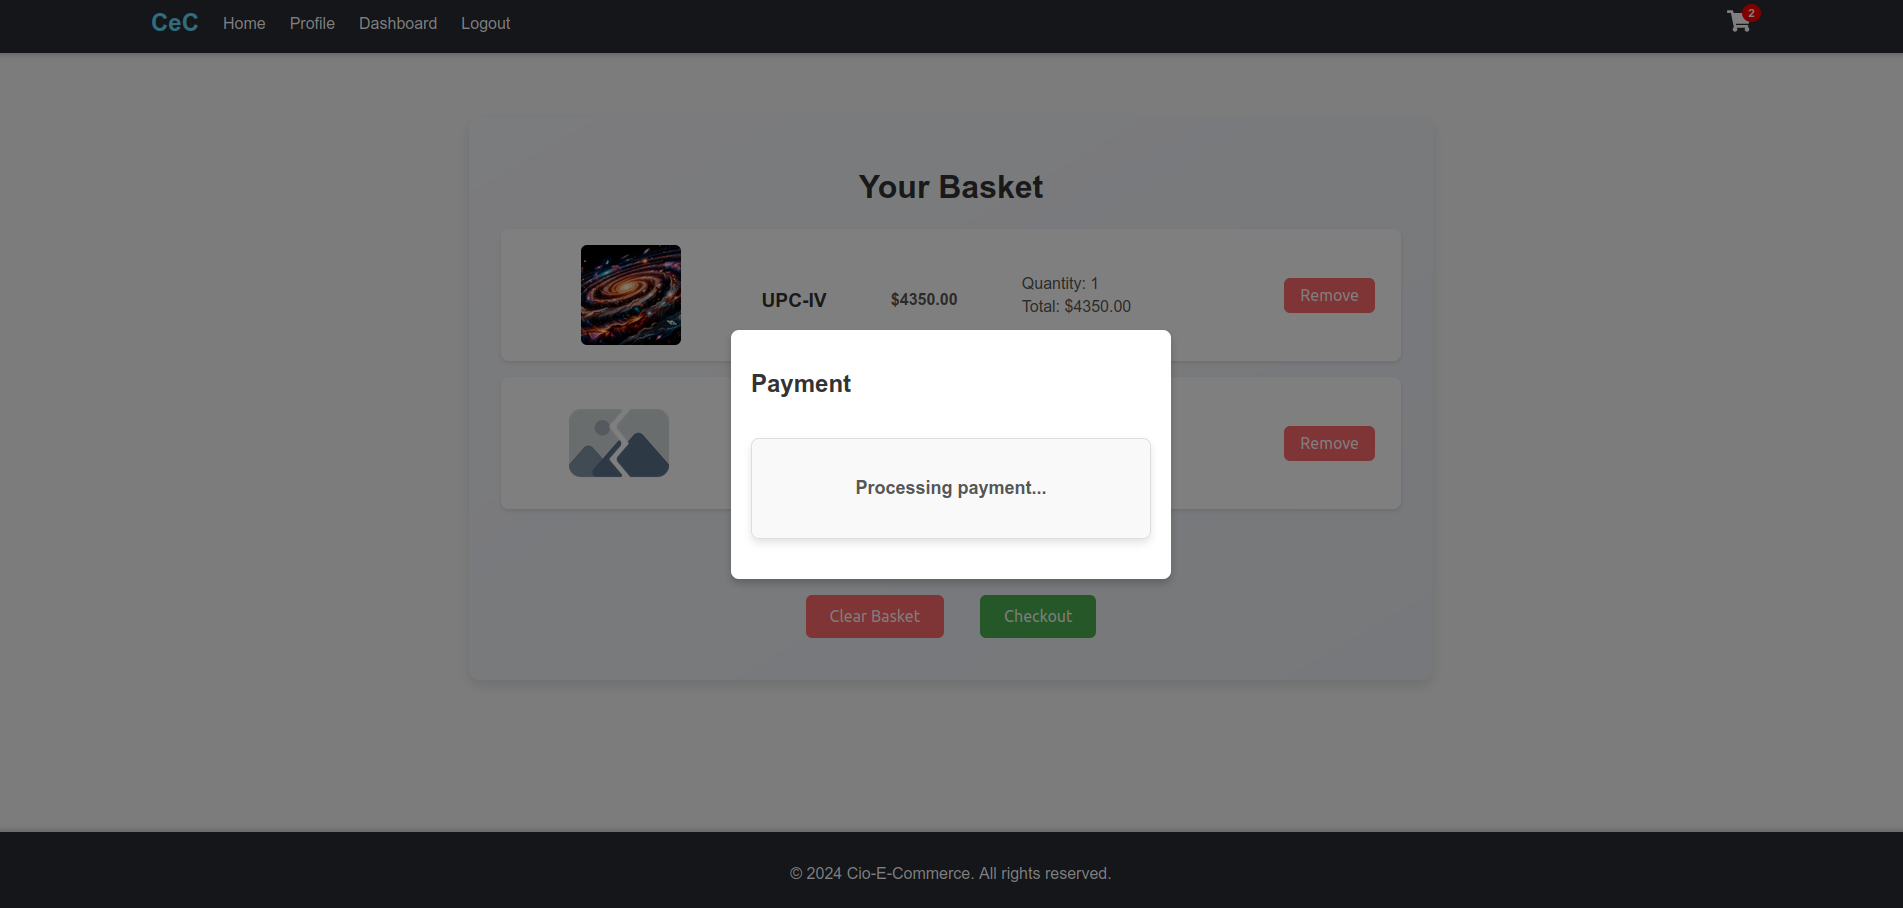 CeC Home Profile Dashboard Logout 2
Your Basket
UPC-IV
$4350.00
Quantity: 1
Total: $4350.00
Remove
Payment
Processing payment...
Remove
Clear Basket
Checkout
© 2024 Cio-E-Commerce. All rights reserved.